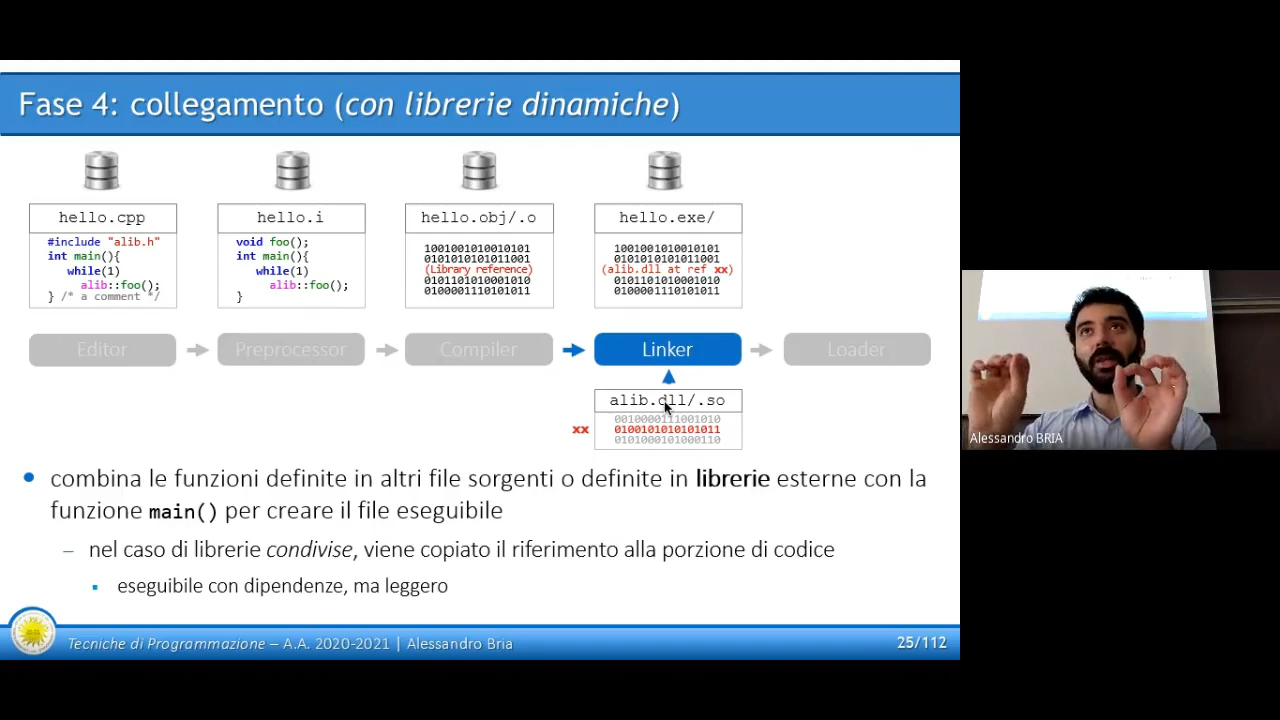 Fase 4: collegamento (con librerie dinamiche)
hello.cpp
#include "alib.h"
int main(){
while(1)
alib::foo();
} /* a comment */
hello.i
void foo();
int main(){
while(1)
alib::foo();
}
hello.obj/.o
1001001010010101
0101010101011001
(Library reference)
0101101010001010
0100001110101011
hello.exe/
1001001010010101
0101010101011001
(alib.dll at ref xx)
0101101010001010
0100001110101011
Editor
Preprocessor
Compiler
Linker
Loader
alib.dll/.so
0010000111001010
xx
0100101010101011
0101000101000110
• combina le funzioni definite in altri file sorgenti o definite in librerie esterne con la
funzione main() per creare il file eseguibile
– nel caso di librerie condivise, viene copiato il riferimento alla porzione di codice
▪ eseguibile con dipendenze, ma leggero
Tecniche di Programmazione – A.A. 2020-2021 | Alessandro Bria
25/112
Alessandro BRIA